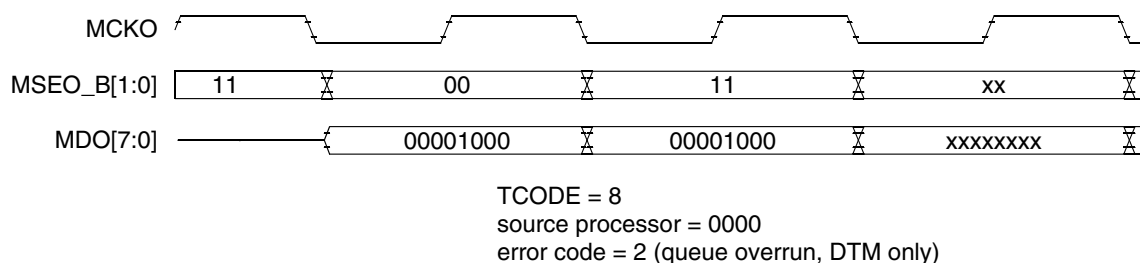 MCKO
MSEO_B[1:0] 11 00 11 xx
MDO[7:0] 00001000 00001000 xxxxxxxx
TCODE = 8
source processor = 0000
error code = 2 (queue overrun, DTM only)